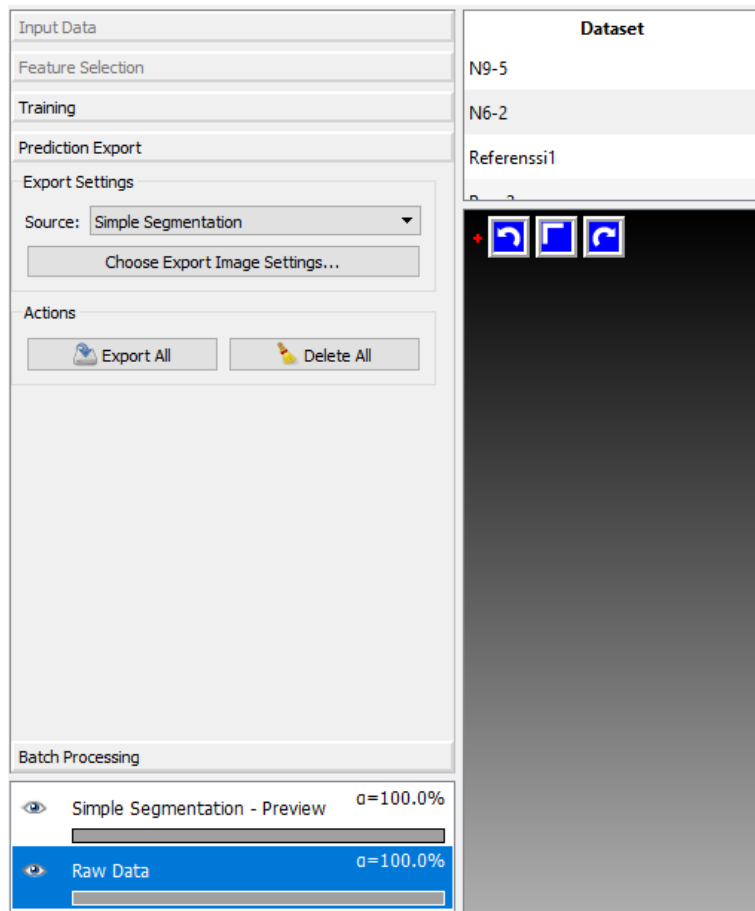 Input Data
Feature Selection
Training
Prediction Export
Export Settings
Source: Simple Segmentation
Choose Export Image Settings...
Actions
Export All Delete All
Batch Processing
Simple Segmentation - Preview α=100.0%
Raw Data α=100.0%
Dataset
N9-5
N6-2
Referenssi1